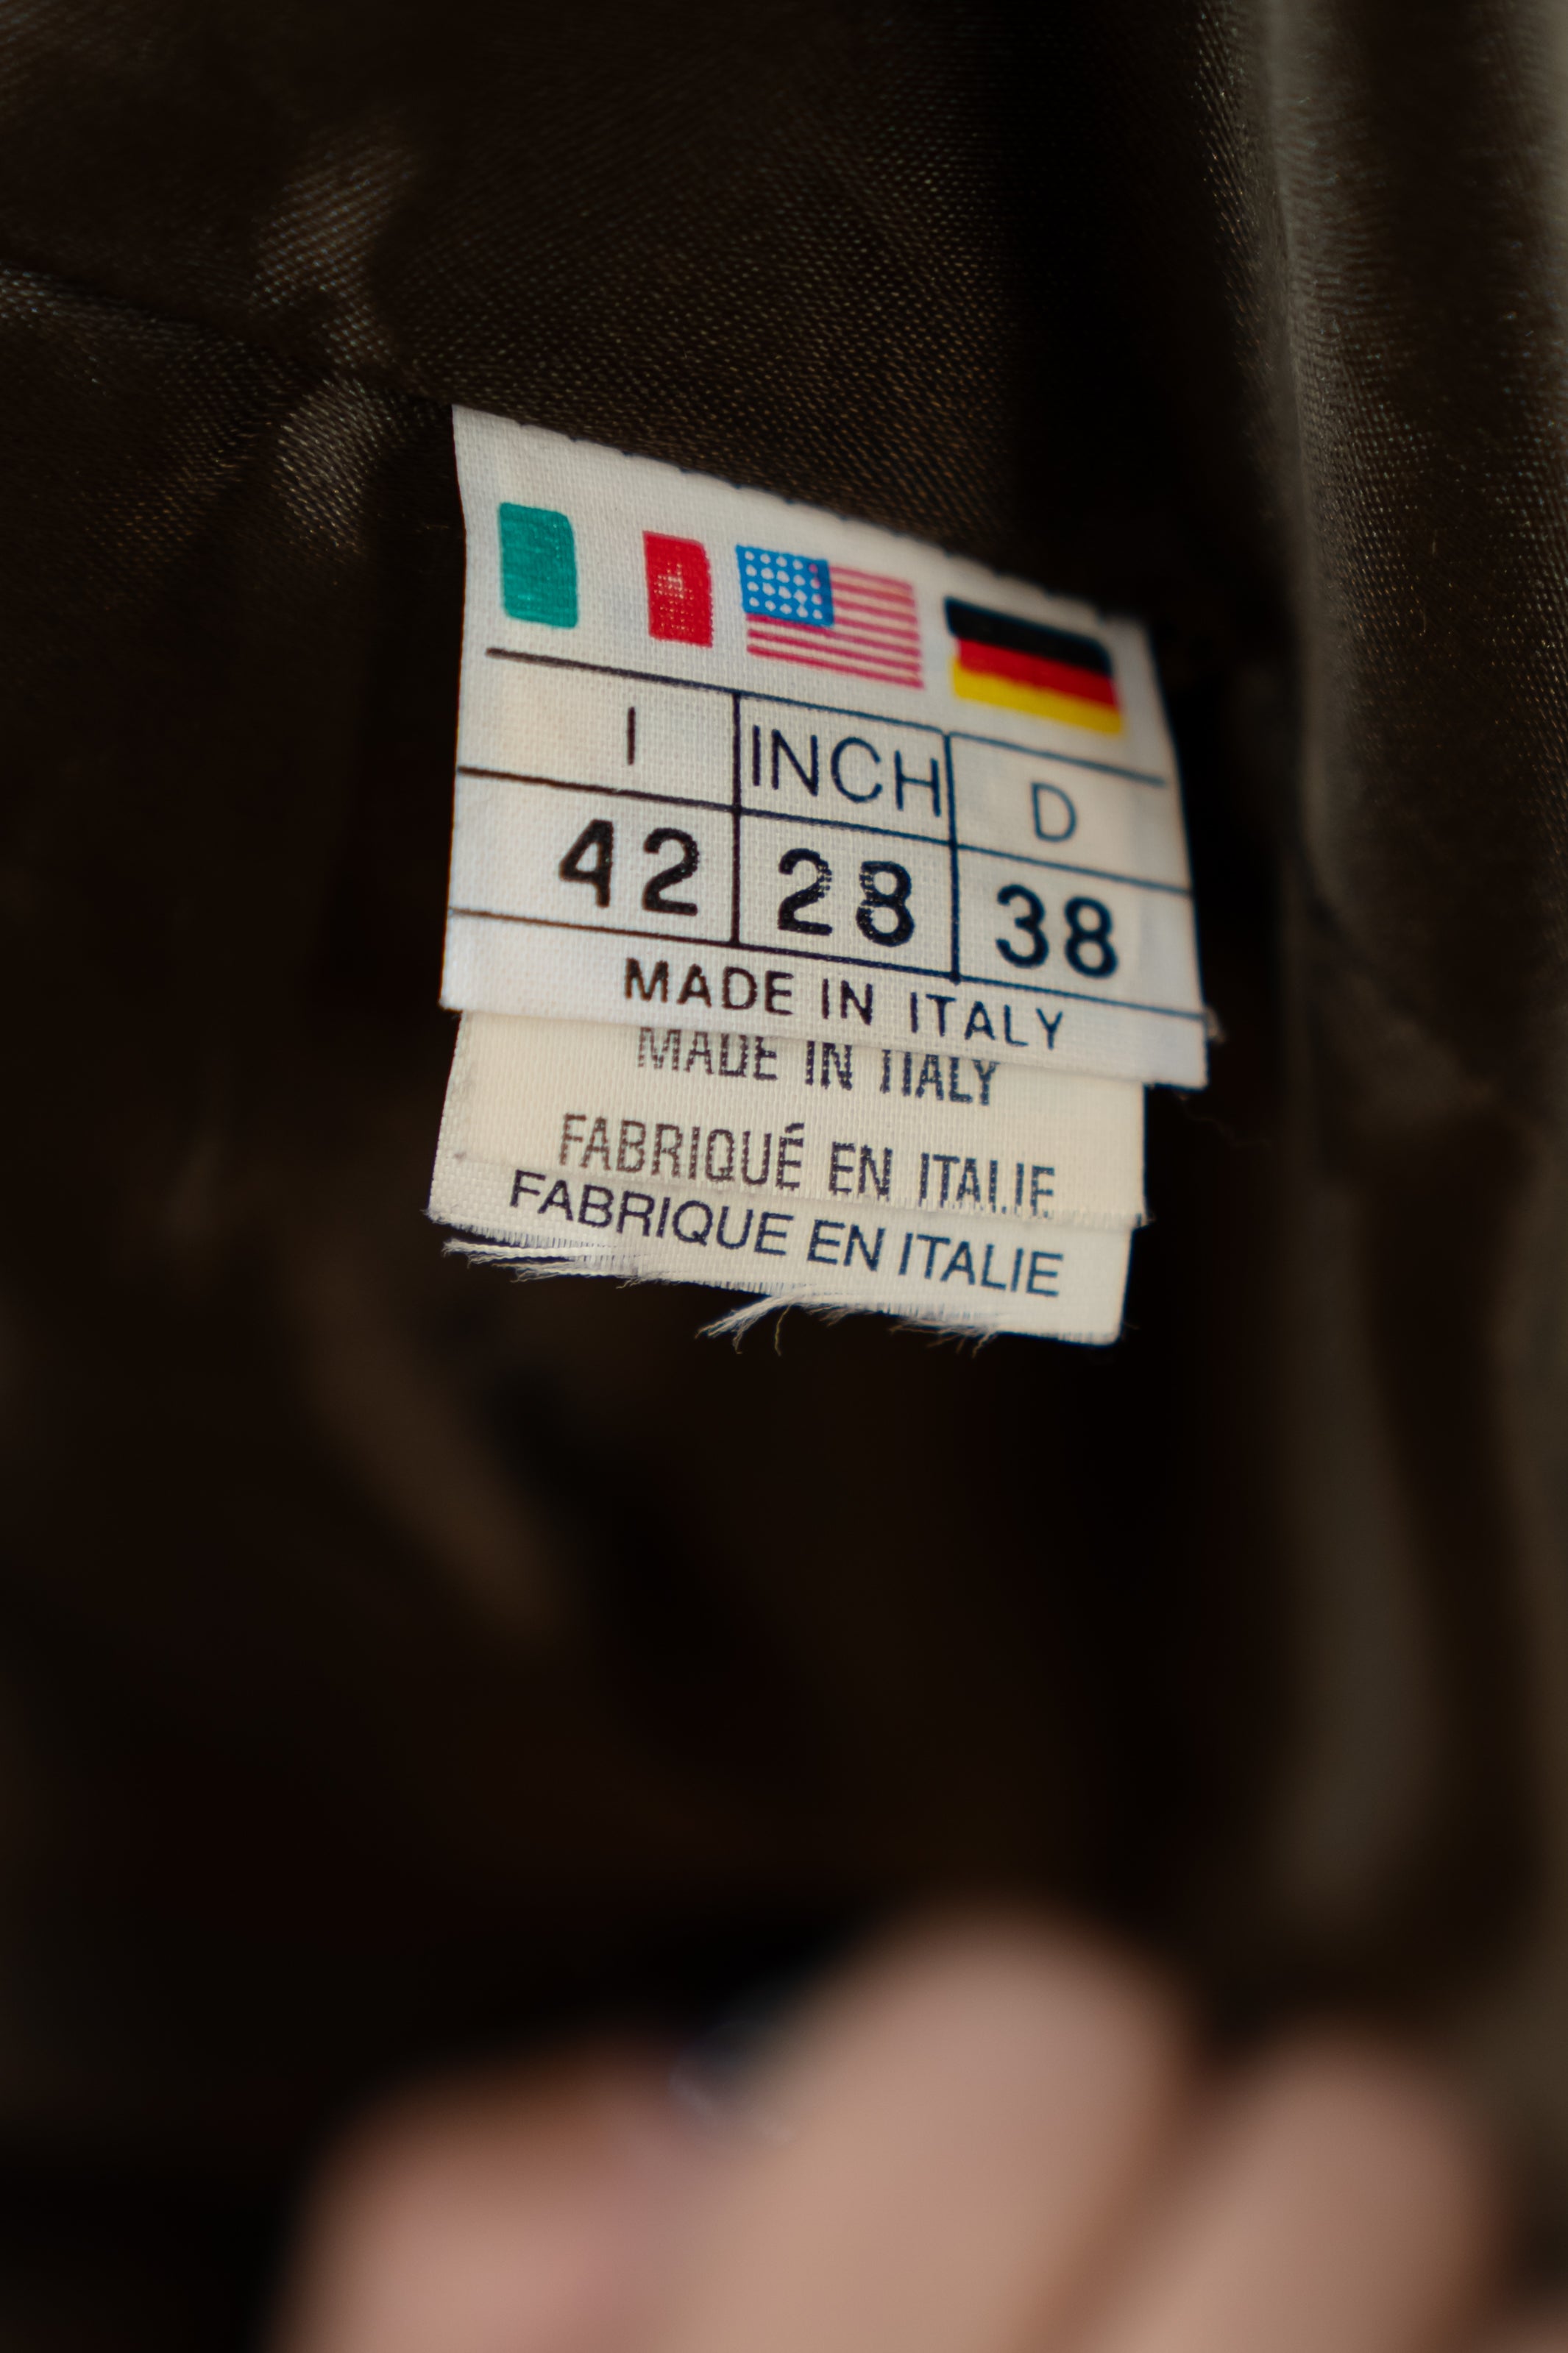 I INCH D
42 28 38
MADE IN ITALY
MADE IN ITALY
FABRIQUÉ EN ITALIE
FABRIQUE EN ITALIE